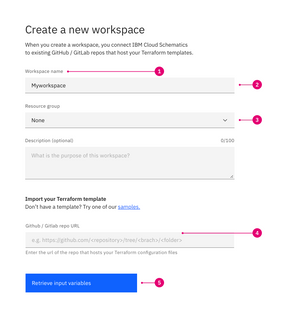 Create a new workspace
When you create a workspace, you connect IBM Cloud Schematics
to existing GitHub / GitLab repos that host your Terraform templates.
Workspace name
1
Myworkspace
2
Resource group
None
3
Description (optional)
0/100
What is the purpose of this workspace?
Import your Terraform template
Don't have a template? Try one of our samples.
Github / Gitlab repo URL
4
e.g. https://github.com/<repository>/tree/<brach>/<folder>
Enter the url of the repo that hosts your Terraform configuration files
Retrieve input variables
5